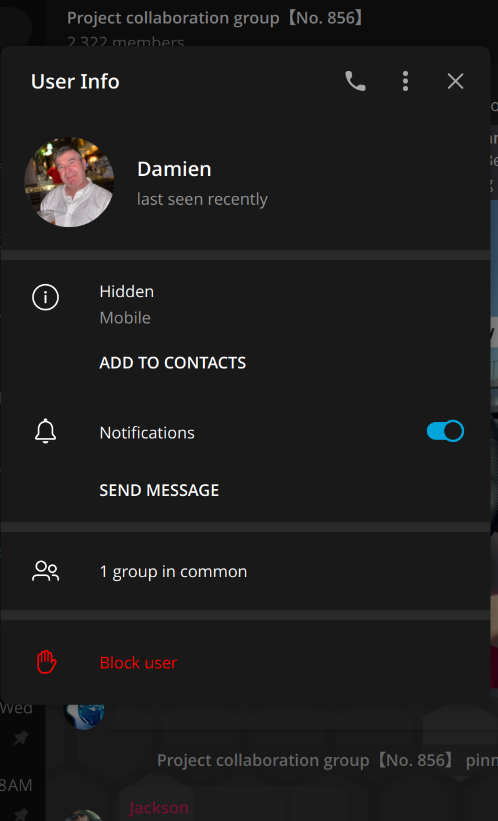 Project collaboration group【No. 856】
2 322 members
User Info
Damien
last seen recently
Hidden
Mobile
ADD TO CONTACTS
Notifications
SEND MESSAGE
1 group in common
Block user
Wed
Project collaboration group【No. 856】 pinn
8AM
Jackson